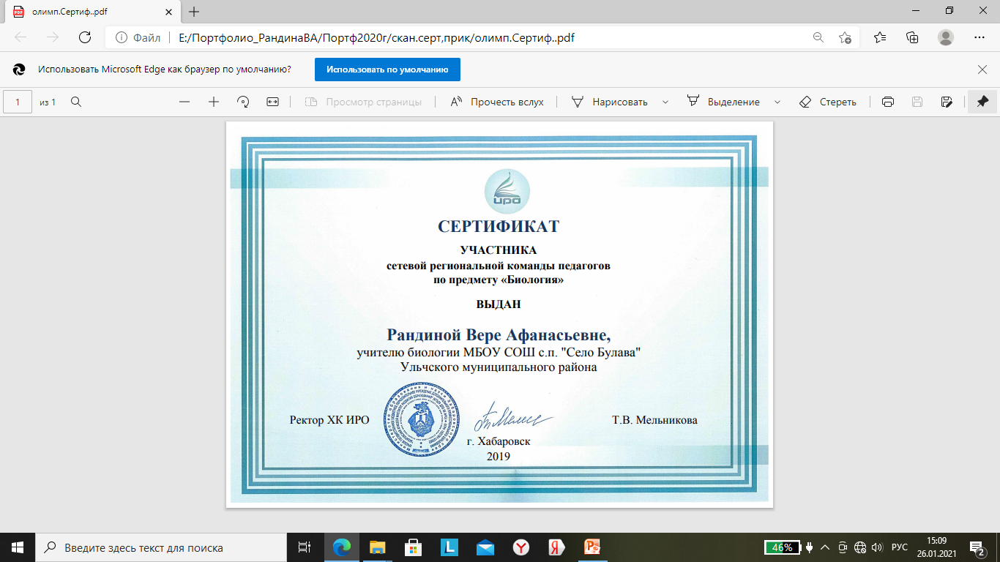 олимп.Сертиф..pdf
Файл
E:/Портфолио_РандинаВА/Портф2020г/скан.серт,прик/олимп.Сертиф..pdf
Использовать Microsoft Edge как браузер по умолчанию?
Использовать по умолчанию
1 из 1
Просмотр страницы
Прочесть вслух
Нарисовать
Выделение
Стереть
ипо
СЕРТИФИКАТ
УЧАСТНИКА
сетевой региональной команды педагогов
по предмету «Биология»
ВЫДАН
Рандиной Вере Афанасьевне,
учителю биологии МБОУ СОШ с.п. "Село Булава"
Ульчского муниципального района
Ректор ХК ИРО
Т.В. Мельникова
г. Хабаровск
2019
Введите здесь текст для поиска
46%
РУС
15:09
26.01.2021
2